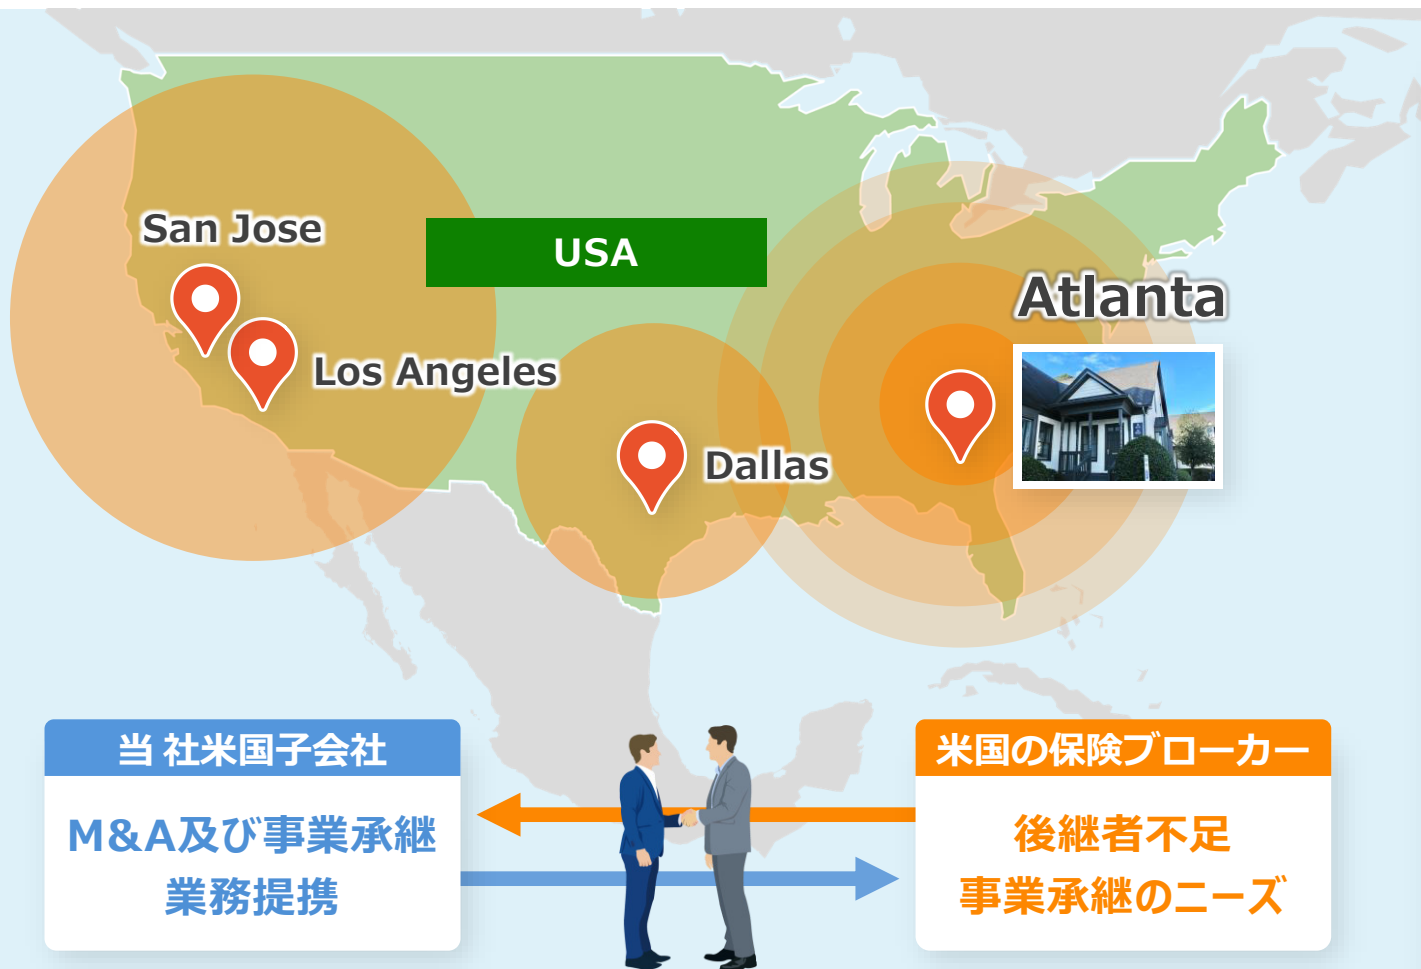 San Jose
USA
Atlanta
Los Angeles
Dallas
当社米国子会社
M&A及び事業承継
業務提携
米国の保険ブローカー
後継者不足
事業承継のニーズ